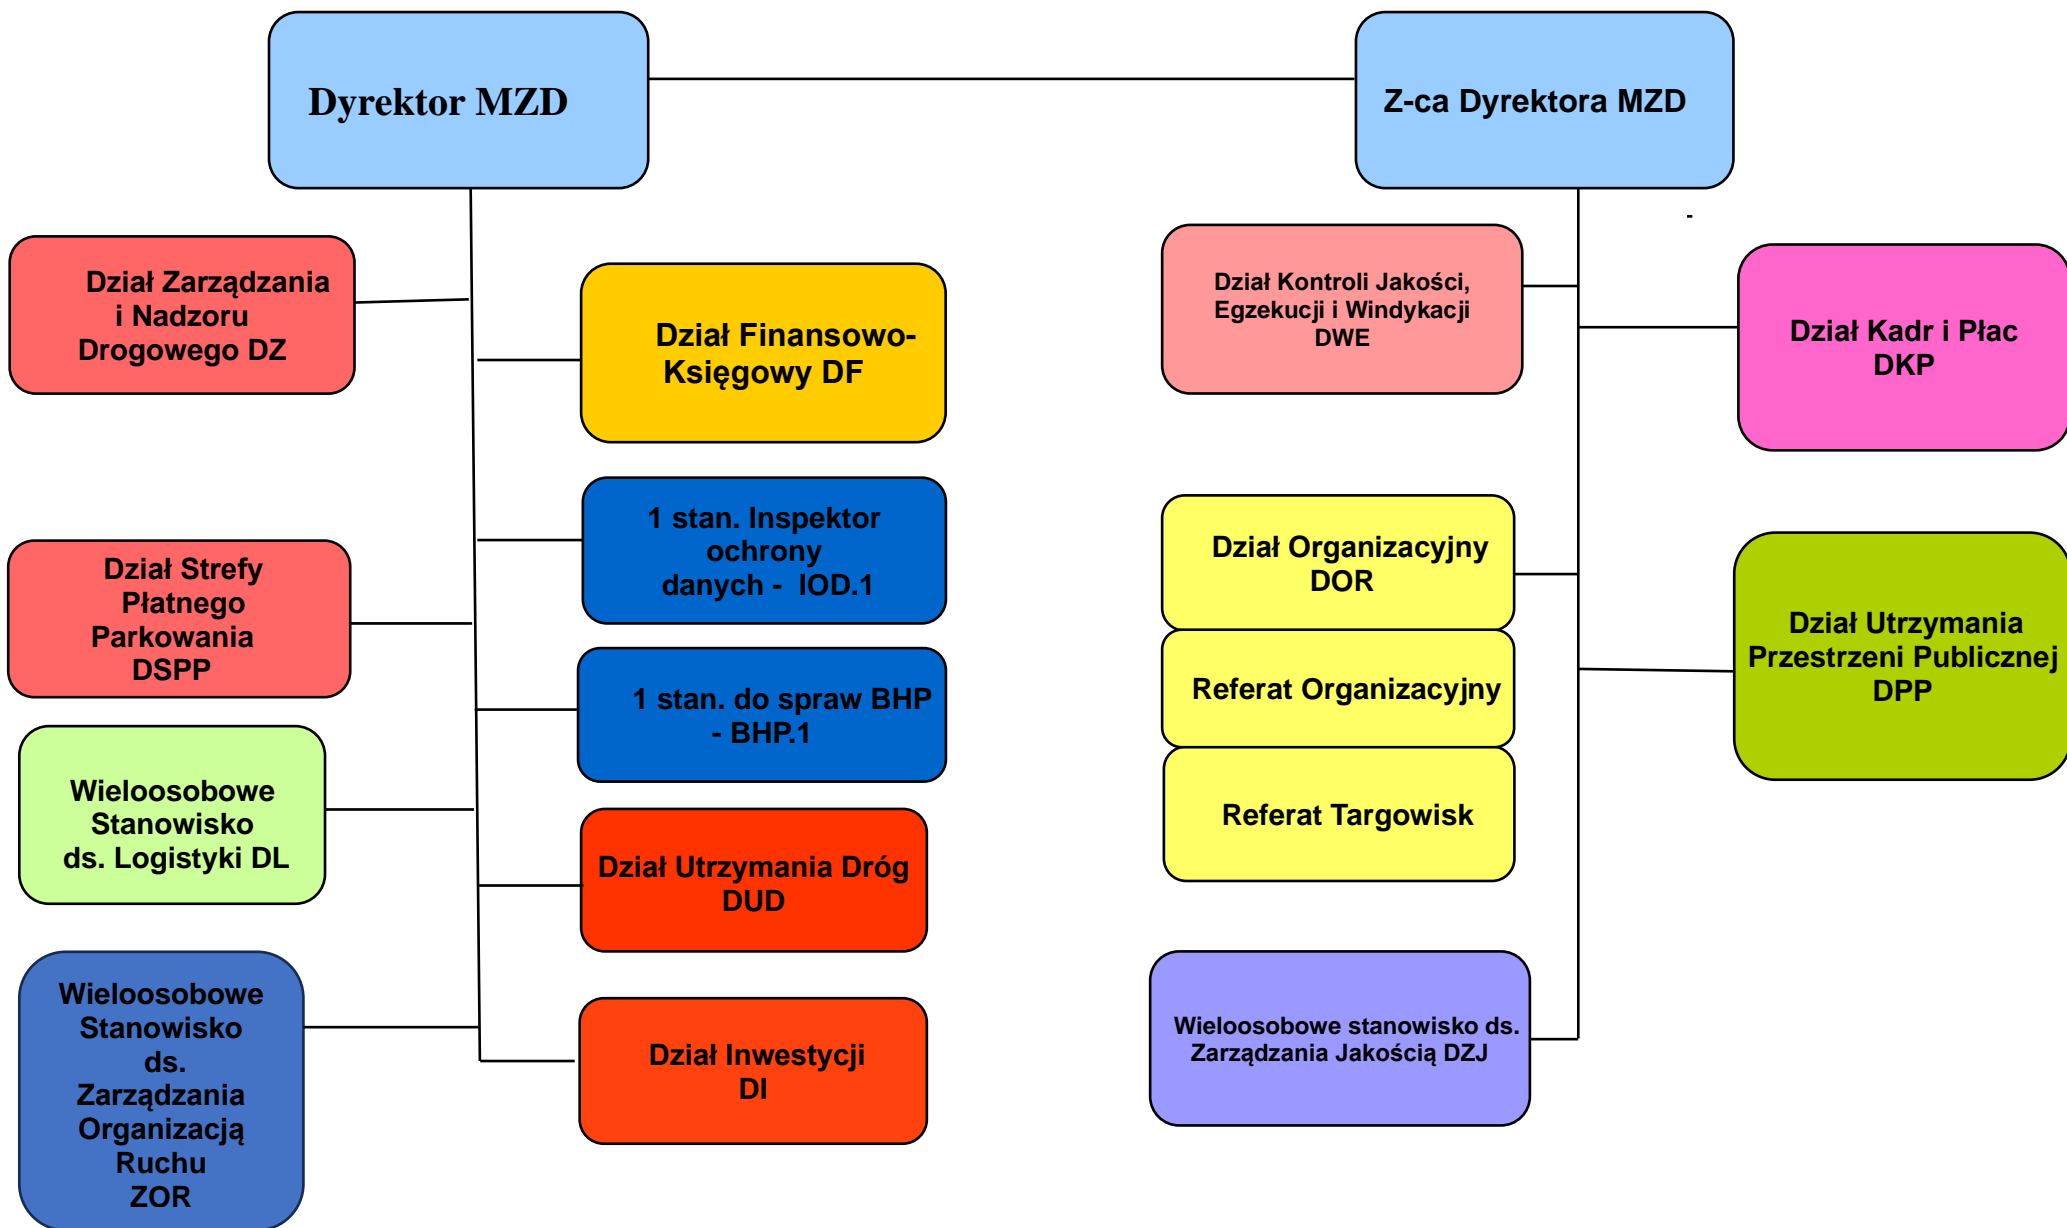 Dyrektor MZD
Z-ca Dyrektora MZD
-
Dział Zarządzania
i Nadzoru
Drogowego DZ
Dział Finansowo-
Księgowy DF
Dział Kontroli Jakości,
Egzekucji i Windykacji
DWE
Dział Kadr i Płac
DKP
1 stan. Inspektor
ochrony
danych - IOD.1
Dział Organizacyjny
DOR
Dział Strefy
Płatnego
Parkowania
DSPP
Dział Utrzymania
Przestrzeni Publicznej
DPP
1 stan. do spraw BHP
- BHP.1
Referat Organizacyjny
Referat Targowisk
Wieloosobowe
Stanowisko
ds. Logistyki DL
Dział Utrzymania Dróg
DUD
Wieloosobowe
Stanowisko
ds.
Zarządzania
Organizacją
Ruchu
ZOR
Dział Inwestycji
DI
Wieloosobowe stanowisko ds.
Zarządzania Jakością DZJ